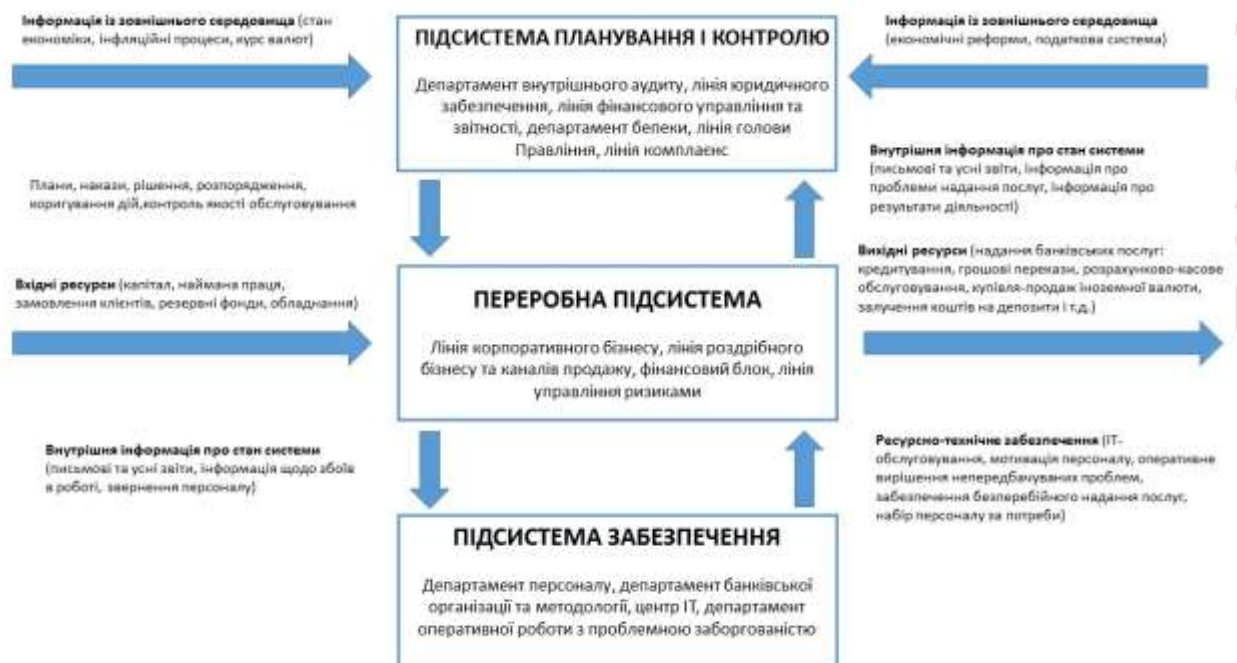 Інформація із зовнішнього середовища (стан
економіки, інфляційні процеси, курс валют)
ПІДСИСТЕМА ПЛАНУВАННЯ І КОНТРОЛЮ
Департамент внутрішнього аудиту, лінія юридичного
забезпечення, лінія фінансового управління та
звітності, департамент бепеки, лінія голови
Правління, лінія комплаєнс
Інформація із зовнішнього середовища
(економічні реформи, податкова система)
Плани, накази, рішення, розпорядження,
коригування дій,контроль якості обслуговування
Внутрішня інформація про стан системи
(письмові та усні звіти, інформація про
проблеми надання послуг, інформація про
результати діяльності)
Вхідні ресурси (капітал, наймана праця,
замовлення клієнтів, резервні фонди, обладнання)
ПЕРЕРОБНА ПІДСИСТЕМА
Лінія корпоративного бізнесу, лінія роздрібного
бізнесу та каналів продажу, фінансовий блок, лінія
управління ризиками
Вихідні ресурси (надання банківських послуг:
кредитування, грошові перекази, розрахунково-касове
обслуговування, купівля-продаж іноземної валюти,
залучення коштів на депозити і т.д.)
Внутрішня інформація про стан системи
(письмові та усні звіти, інформація щодо збоїв
в роботі, звернення персоналу)
Ресурсно-технічне забезпечення (ІТ-
обслуговування, мотивація персоналу, оперативне
вирішення непередбачуваних проблем,
забезпечення безперебійного надання послуг,
набір персоналу за потреби)
ПІДСИСТЕМА ЗАБЕЗПЕЧЕННЯ
Департамент персоналу, департамент банківської
організації та методології, центр ІТ, департамент
оперативної роботи з проблемною заборгованістю